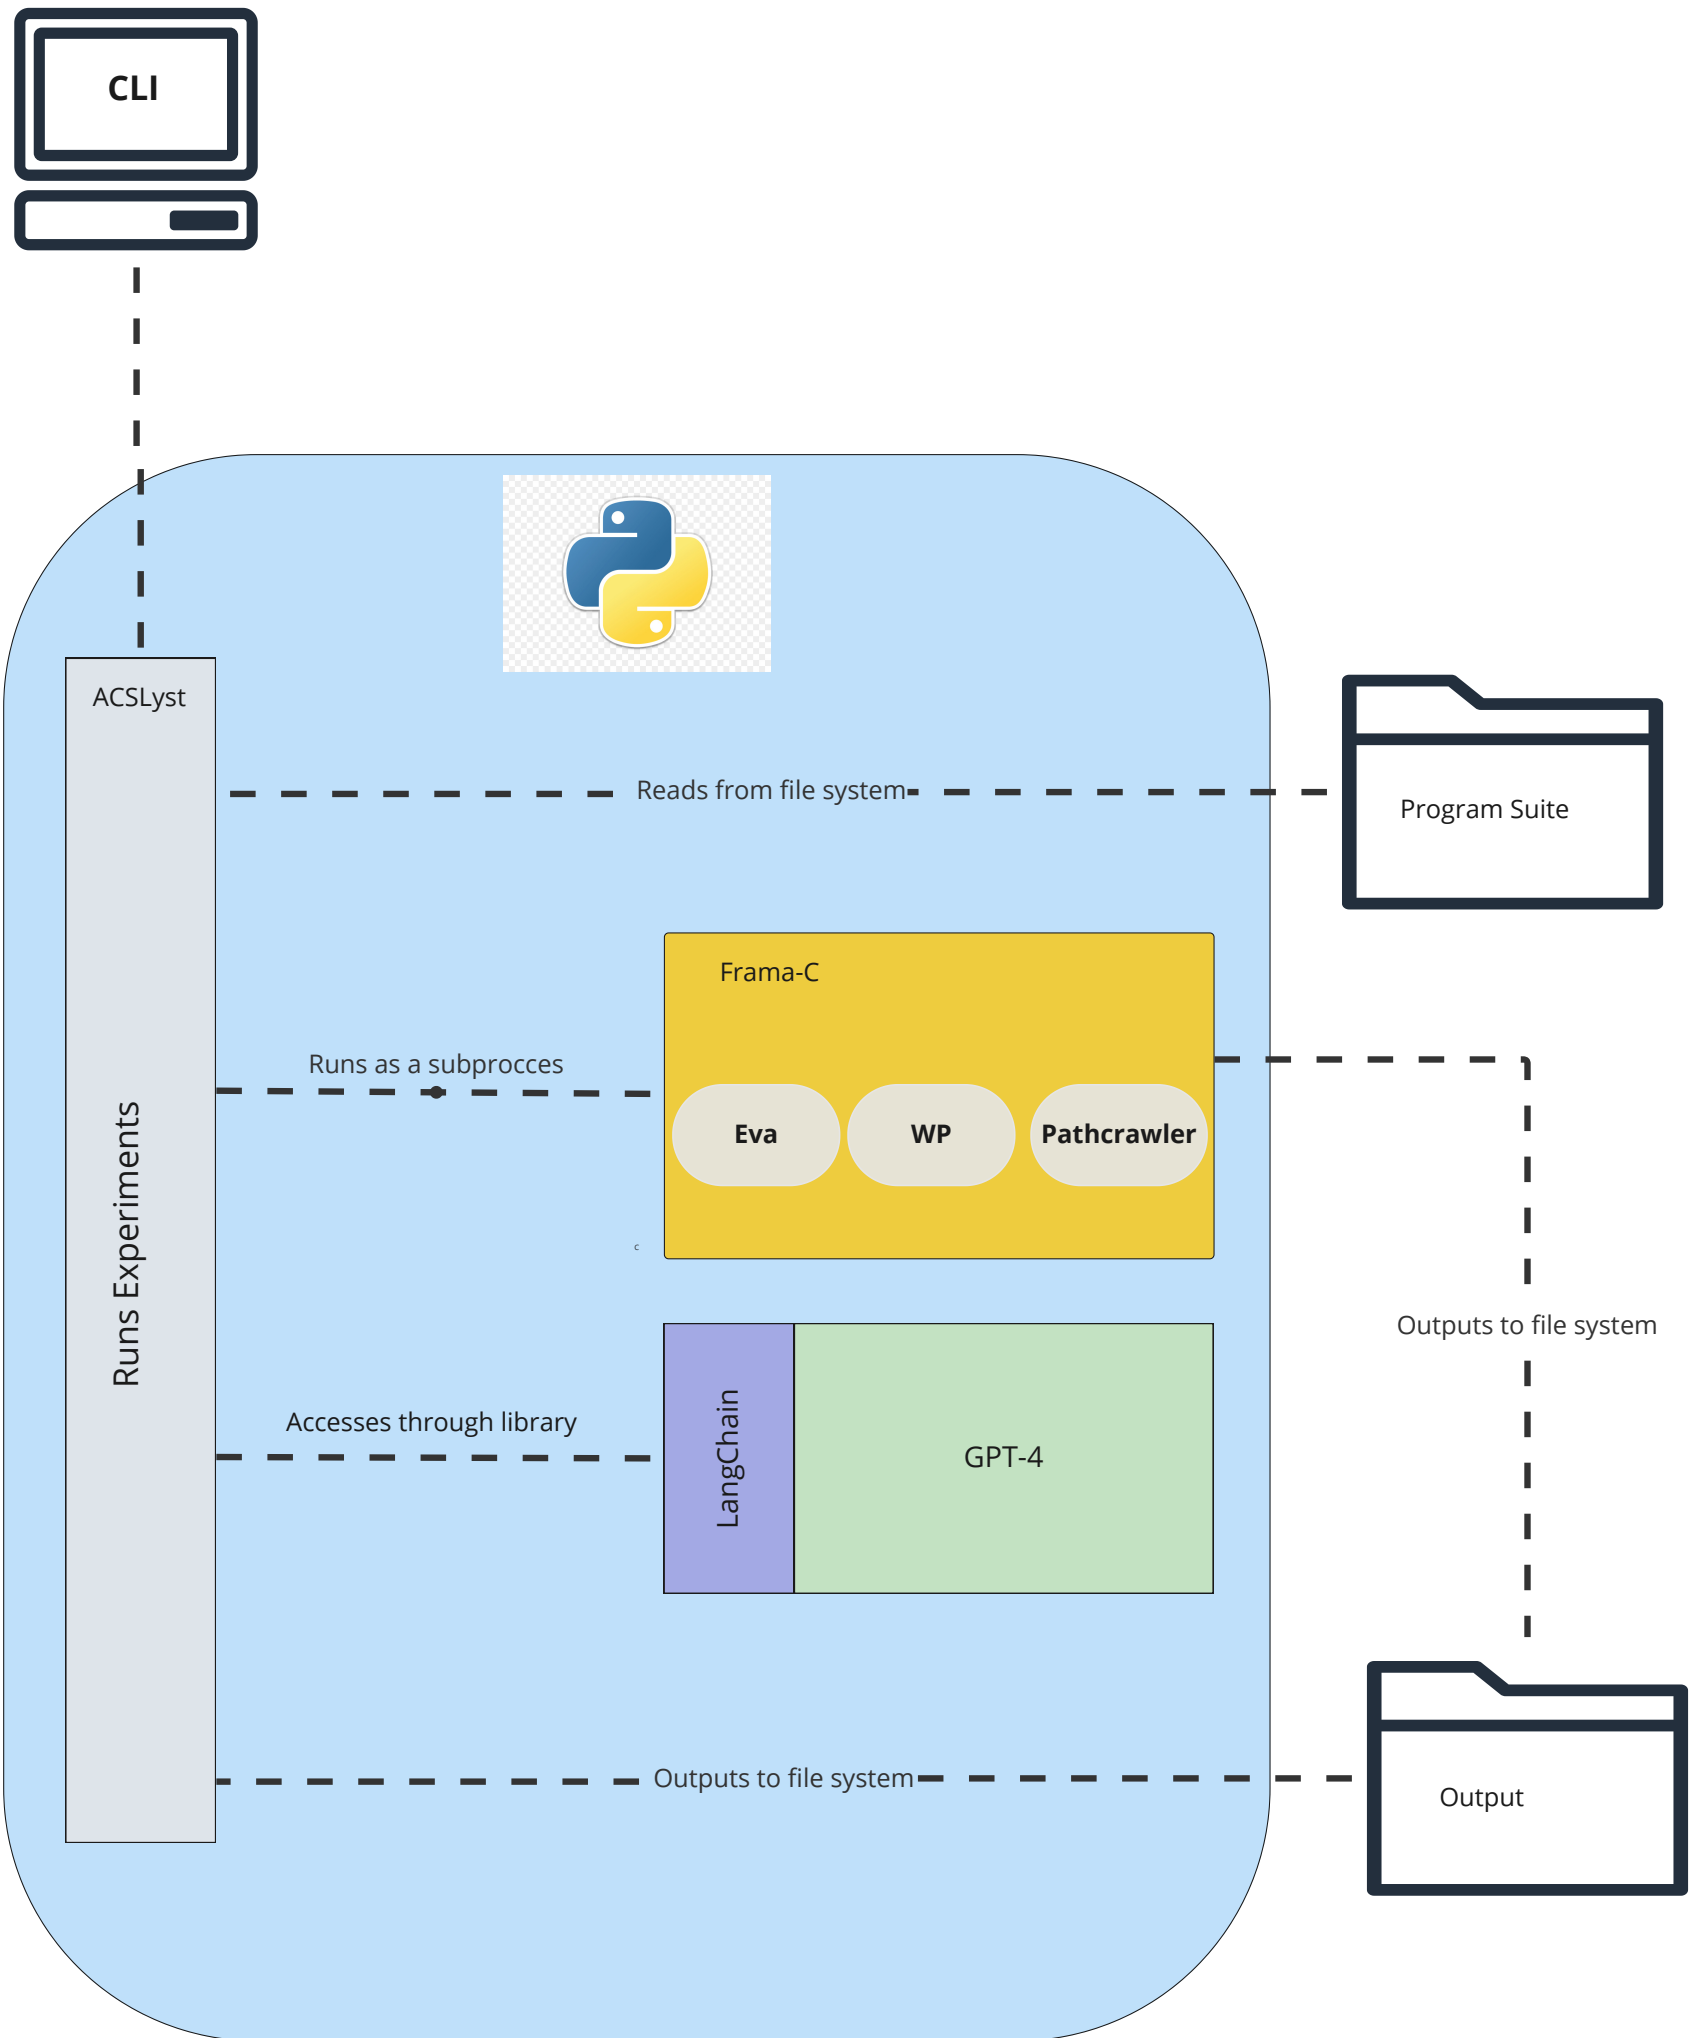 CLI
ACSLyst
Reads from file system
Program Suite
Frama-C
Runs as a subprocces
Eva
WP
Pathcrawler
Runs Experiments
c
Outputs to file system
LangChain
Accesses through library
GPT-4
Outputs to file system
Output